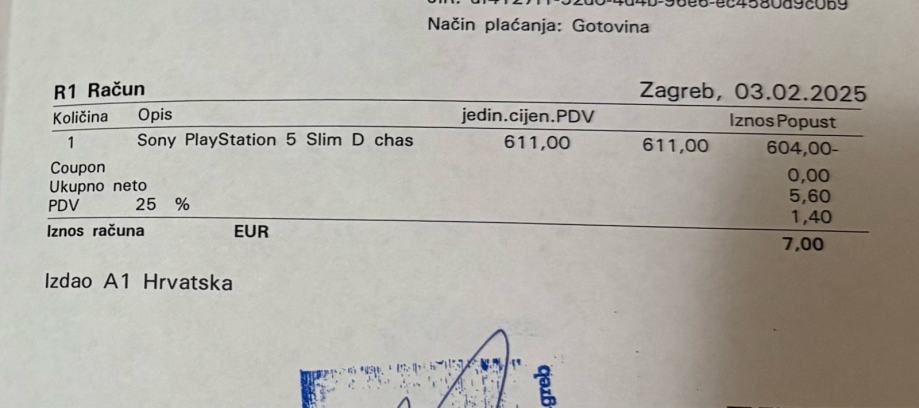 Način plaćanja: Gotovina
R1 Račun Zagreb, 03.02.2025
Količina Opis jedin.cijen.PDV IznosPopust
1 Sony PlayStation 5 Slim D chas 611,00 611,00 604,00-
Coupon 0,00
Ukupno neto 5,60
PDV 25 % 1,40
Iznos računa EUR 7,00
Izdao A1 Hrvatska